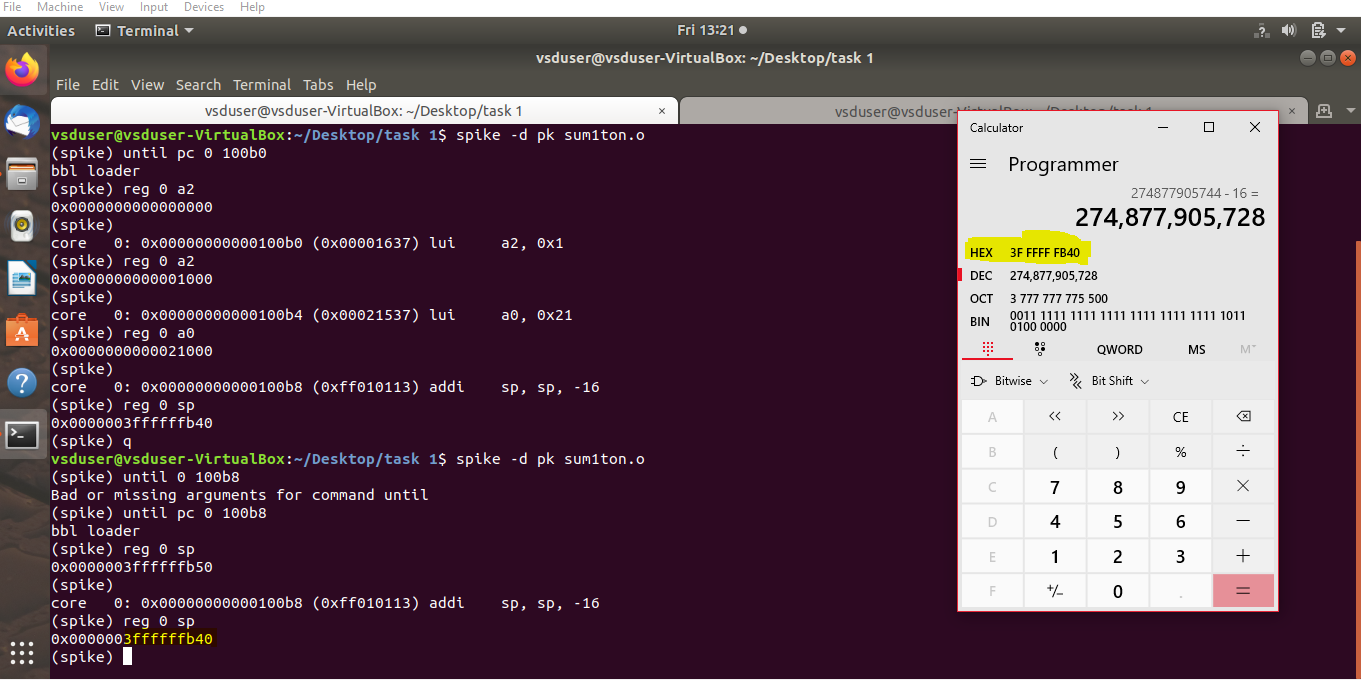 File Machine View Input Devices Help
Activities Terminal Fri 13:21
vsduser@vsduser-VirtualBox: ~/Desktop/task 1
File Edit View Search Terminal Tabs Help
vsduser@vsduser-VirtualBox: ~/Desktop/task 1 ×
vsduser@vsduser-VirtualBox: ~/Desktop/task 1 ×
vsduser@vsduser-VirtualBox:~/Desktop/task 1$ spike -d pk sum1ton.o
(spike) until pc 0 100b0
bbl loader
(spike) reg 0 a2
0x0000000000000000
(spike)
core   0: 0x00000000000100b0 (0x00001637) lui     a2, 0x1
(spike) reg 0 a2
0x0000000000001000
(spike)
core   0: 0x00000000000100b4 (0x00021537) lui     a0, 0x21
(spike) reg 0 a0
0x0000000000021000
(spike)
core   0: 0x00000000000100b8 (0xff010113) addi    sp, sp, -16
(spike) reg 0 sp
0x0000003ffffffb40
(spike) q
vsduser@vsduser-VirtualBox:~/Desktop/task 1$ spike -d pk sum1ton.o
(spike) until 0 100b8
Bad or missing arguments for command until
(spike) until pc 0 100b8
bbl loader
(spike) reg 0 sp
0x0000003ffffffb50
(spike)
core   0: 0x00000000000100b8 (0xff010113) addi    sp, sp, -16
(spike) reg 0 sp
0x0000003ffffffb40
(spike)
Calculator
Programmer
274877905744 - 16 =
274,877,905,728
HEX 3F FFFF FB40
DEC 274,877,905,728
OCT 3 777 777 775 500
BIN 0011 1111 1111 1111 1111 1111 1111 1011
0100 0000
QWORD MS M˅
Bitwise Bit Shift
A << >> CE
B ( ) % ÷
C 7 8 9 ×
D 4 5 6 −
E 1 2 3 +
F +/− 0 . =